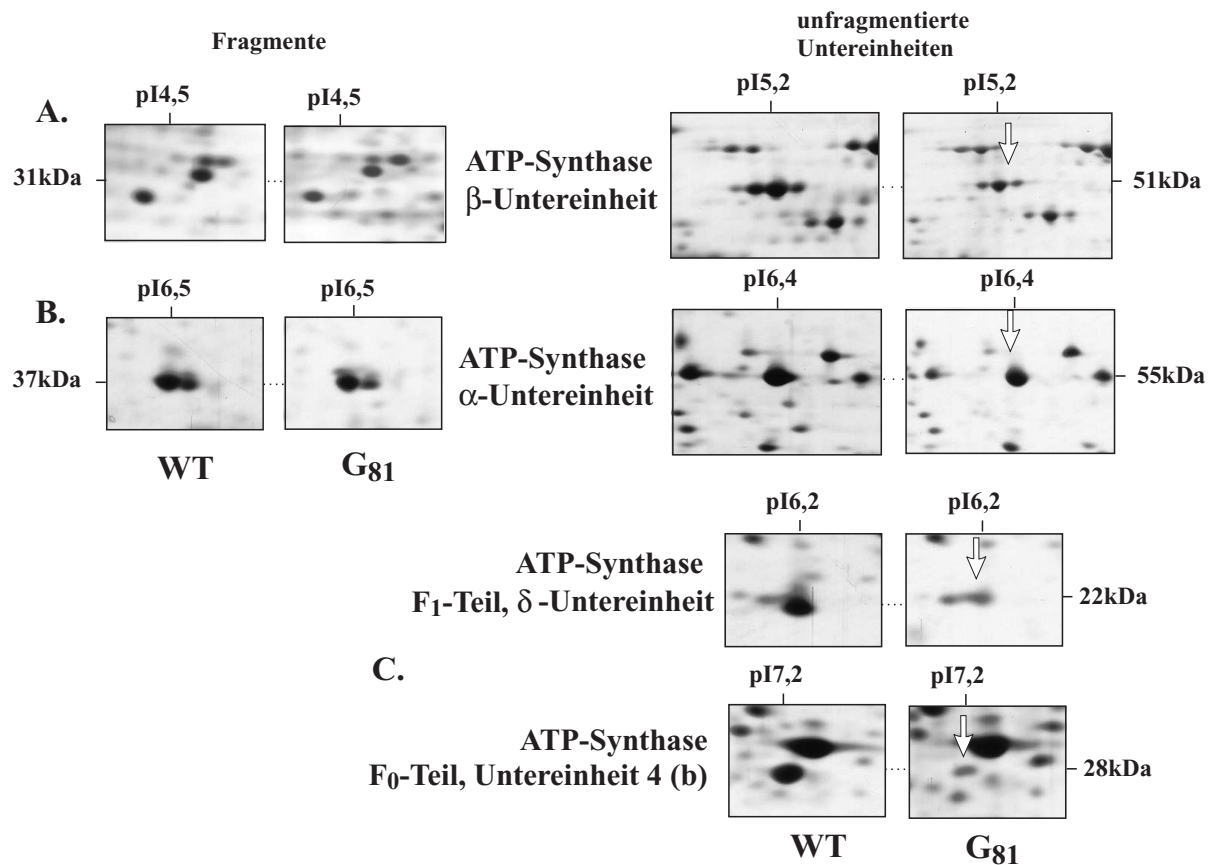 Fragmente
unfragmentierte
Untereinheiten
A.
pI4,5 pI4,5
31kDa
ATP-Synthase
β-Untereinheit
pI5,2 pI5,2
51kDa
B.
pI6,5 pI6,5
37kDa
WT G81
ATP-Synthase
α-Untereinheit
pI6,4 pI6,4
55kDa
C.
pI6,2 pI6,2
ATP-Synthase
F1-Teil, δ -Untereinheit
22kDa
pI7,2 pI7,2
ATP-Synthase
F0-Teil, Untereinheit 4 (b)
28kDa
WT G81